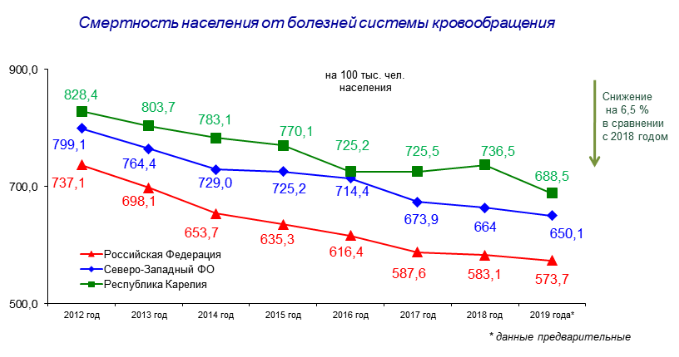 Смертность населения от болезней системы кровообращения
на 100 тыс. чел.
населения
900,0
700,0
500,0
828,4
803,7
783,1
770,1
725,2
725,5
736,5
688,5
799,1
764,4
729,0
725,2
714,4
673,9
664
650,1
737,1
698,1
653,7
635,3
616,4
587,6
583,1
573,7
Снижение
на 6,5 %
в сравнении
с 2018 годом
Российская Федерация
Северо-Западный ФО
Республика Карелия
2012 год
2013 год
2014 год
2015 год
2016 год
2017 год
2018 год
2019 года*
* данные предварительные